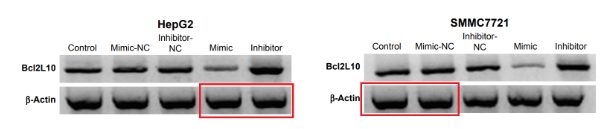 HepG2
Control Mimic-NC Inhibitor-NC Mimic Inhibitor
Bcl2L10
β-Actin
SMMC7721
Control Mimic-NC Inhibitor-NC Mimic Inhibitor
Bcl2L10
β-Actin